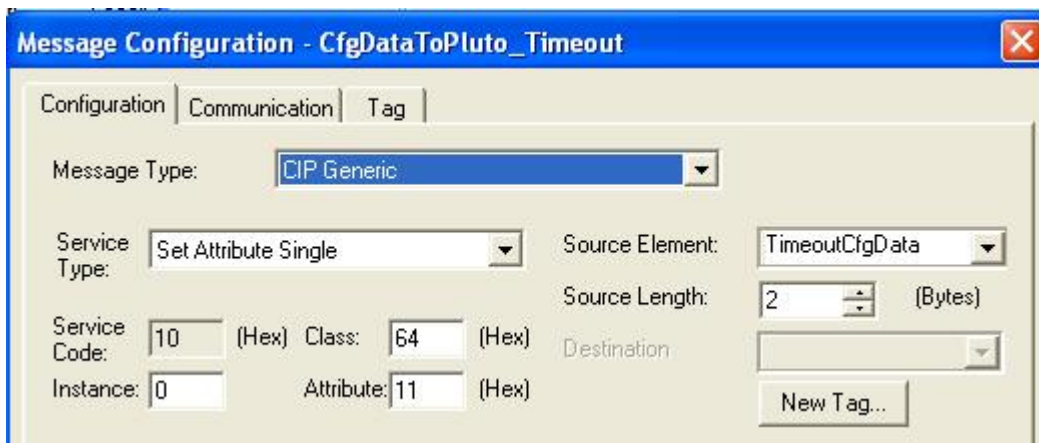 Message Configuration - CfgDataToPluto_Timeout
Configuration Communication Tag
Message Type: CIP Generic
Service Type: Set Attribute Single
Source Element: TimeoutCfgData
Source Length: 2 (Bytes)
Service Code: 10 (Hex) Class: 64 (Hex)
Destination
Instance: 0 Attribute: 11 (Hex)
New Tag...